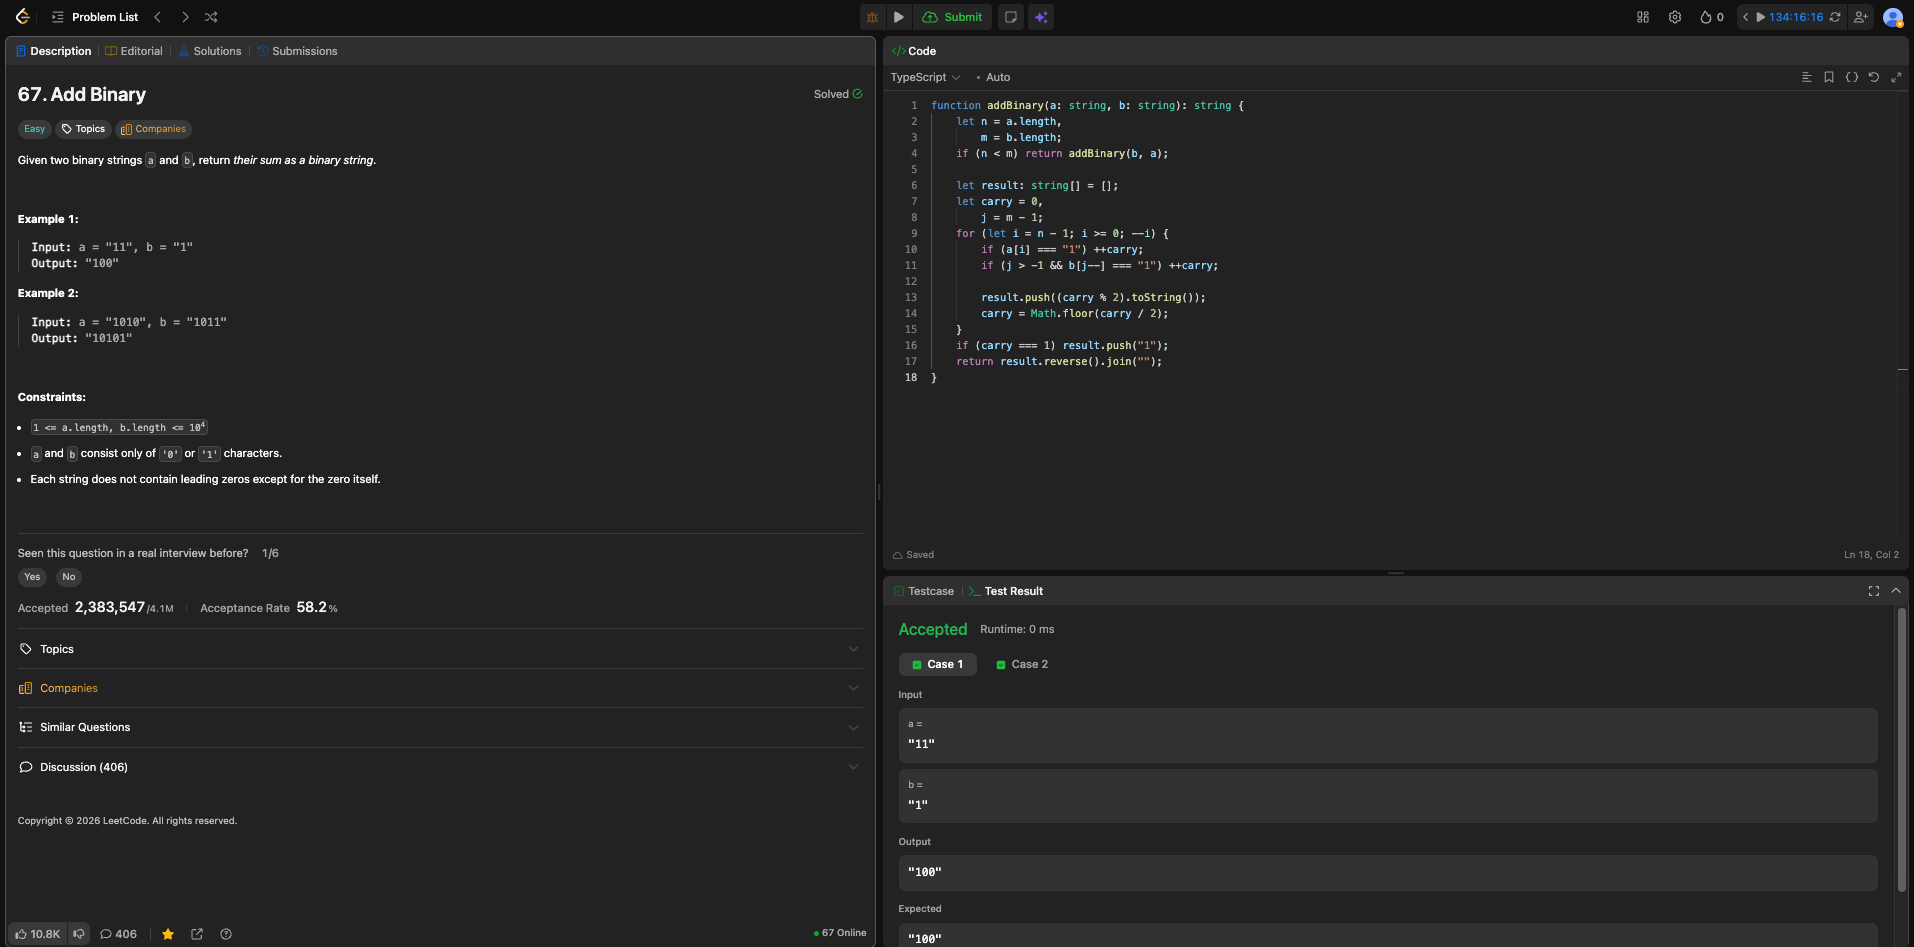 Problem List
Submit
0
134:16:16
Description
Editorial
Solutions
Submissions
67. Add Binary
Solved
Easy
Topics
Companies
Given two binary strings a and b, return their sum as a binary string.
Example 1:
Input: a = "11", b = "1"
Output: "100"
Example 2:
Input: a = "1010", b = "1011"
Output: "10101"
Constraints:
1 <= a.length, b.length <= 10⁴
a and b consist only of '0' or '1' characters.
Each string does not contain leading zeros except for the zero itself.
Seen this question in a real interview before? 1/6
Yes
No
Accepted 2,383,547/4.1M
Acceptance Rate 58.2%
Topics
Companies
Similar Questions
Discussion (406)
Copyright © 2026 LeetCode. All rights reserved.
10.8K
406
67 Online
Code
TypeScript
• Auto
1 function addBinary(a: string, b: string): string {
2     let n = a.length,
3         m = b.length;
4     if (n < m) return addBinary(b, a);
5
6     let result: string[] = [];
7     let carry = 0,
8         j = m - 1;
9     for (let i = n - 1; i >= 0; --i) {
10         if (a[i] === "1") ++carry;
11         if (j > -1 && b[j--] === "1") ++carry;
12
13         result.push((carry % 2).toString());
14         carry = Math.floor(carry / 2);
15     }
16     if (carry === 1) result.push("1");
17     return result.reverse().join("");
18 }
Saved
Ln 18, Col 2
Testcase
Test Result
Accepted
Runtime: 0 ms
Case 1
Case 2
Input
a =
"11"
b =
"1"
Output
"100"
Expected
"100"